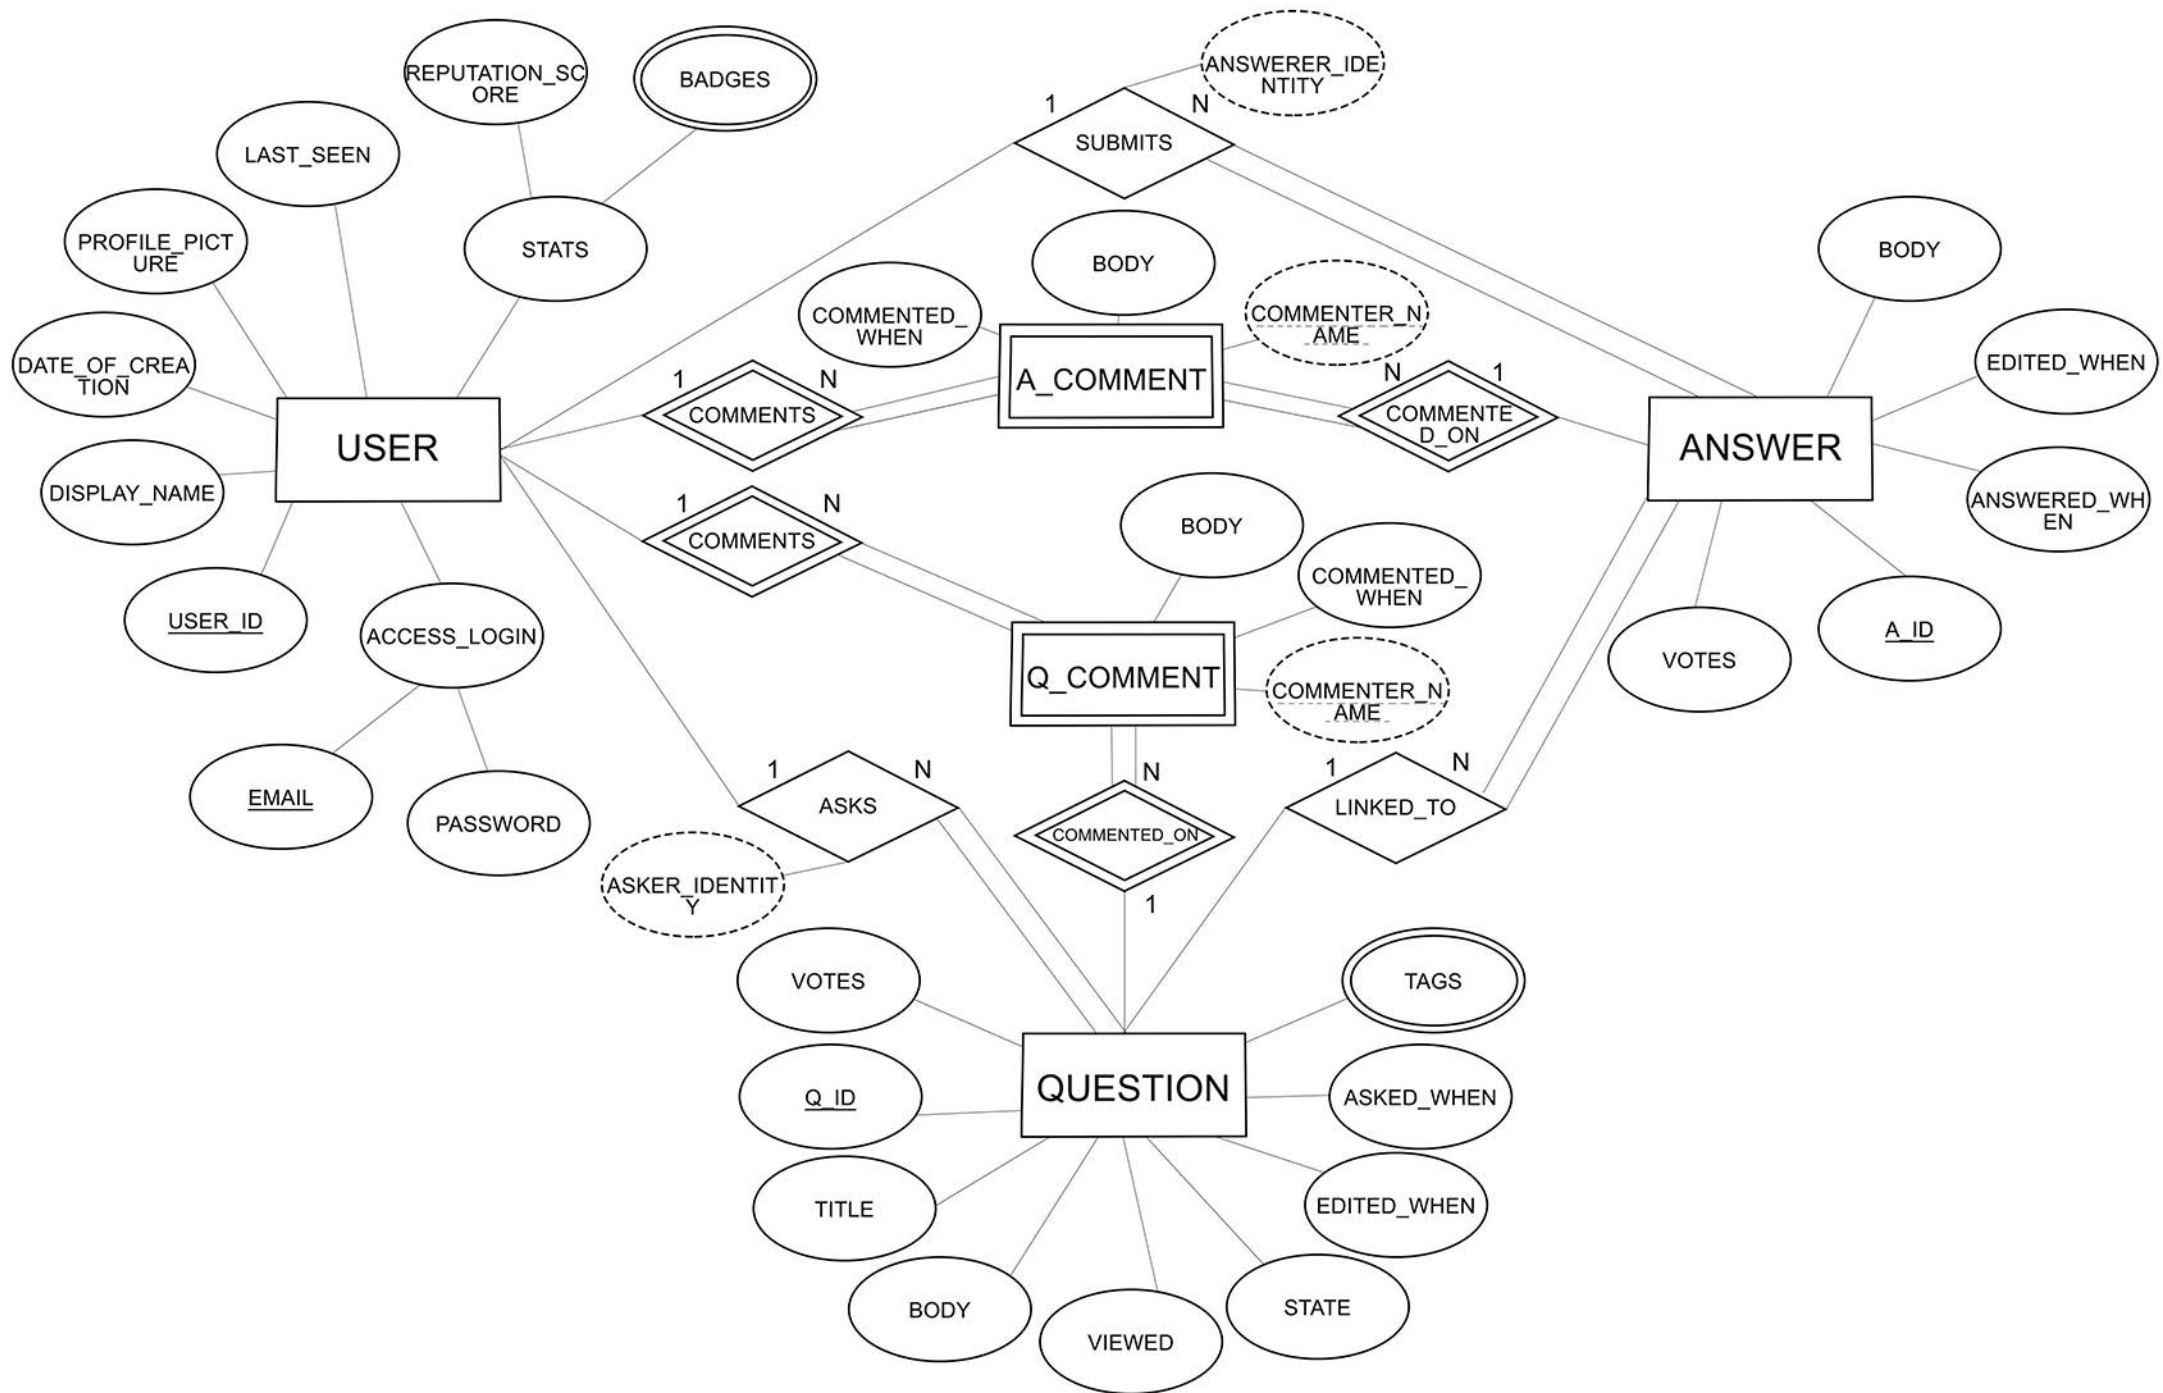 REPUTATION_SC
ORE
BADGES
ANSWERER_IDE
NTITY
1
N
SUBMITS
LAST_SEEN
PROFILE_PICT
URE
STATS
BODY
BODY
COMMENTED_
WHEN
COMMENTER_N
AME
DATE_OF_CREA
TION
EDITED_WHEN
1
N
COMMENTS
A_COMMENT
N
1
COMMENTE
D_ON
USER
ANSWER
DISPLAY_NAME
1
N
COMMENTS
BODY
ANSWERED_WH
EN
COMMENTED_
WHEN
USER_ID
ACCESS_LOGIN
A_ID
VOTES
Q_COMMENT
COMMENTER_N
AME
EMAIL
PASSWORD
1
N
ASKS
N
COMMENTED_ON
1
1
N
LINKED_TO
ASKER_IDENTIT
Y
VOTES
TAGS
Q_ID
QUESTION
ASKED_WHEN
TITLE
EDITED_WHEN
BODY
VIEWED
STATE